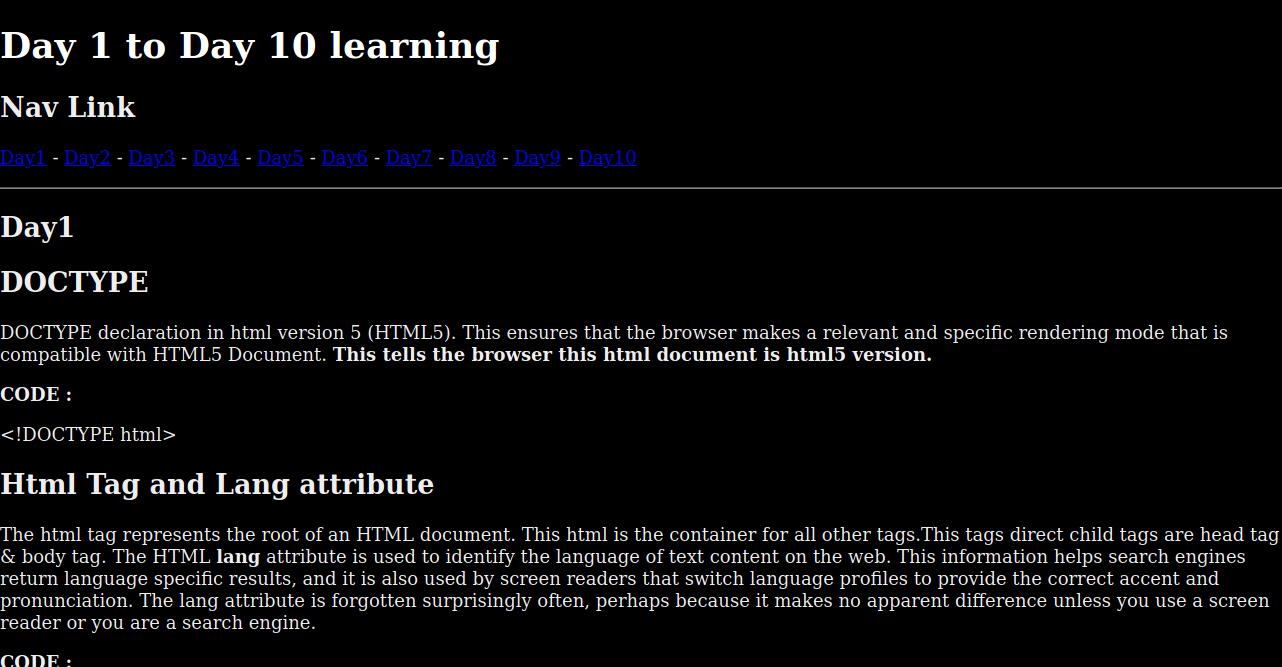 Day 1 to Day 10 learning
Nav Link
Day1 - Day2 - Day3 - Day4 - Day5 - Day6 - Day7 - Day8 - Day9 - Day10
Day1
DOCTYPE
DOCTYPE declaration in html version 5 (HTML5). This ensures that the browser makes a relevant and specific rendering mode that is
compatible with HTML5 Document. This tells the browser this html document is html5 version.
CODE :
<!DOCTYPE html>
Html Tag and Lang attribute
The html tag represents the root of an HTML document. This html is the container for all other tags.This tags direct child tags are head tag
& body tag. The HTML lang attribute is used to identify the language of text content on the web. This information helps search engines
return language specific results, and it is also used by screen readers that switch language profiles to provide the correct accent and
pronunciation. The lang attribute is forgotten surprisingly often, perhaps because it makes no apparent difference unless you use a screen
reader or you are a search engine.
CODE :